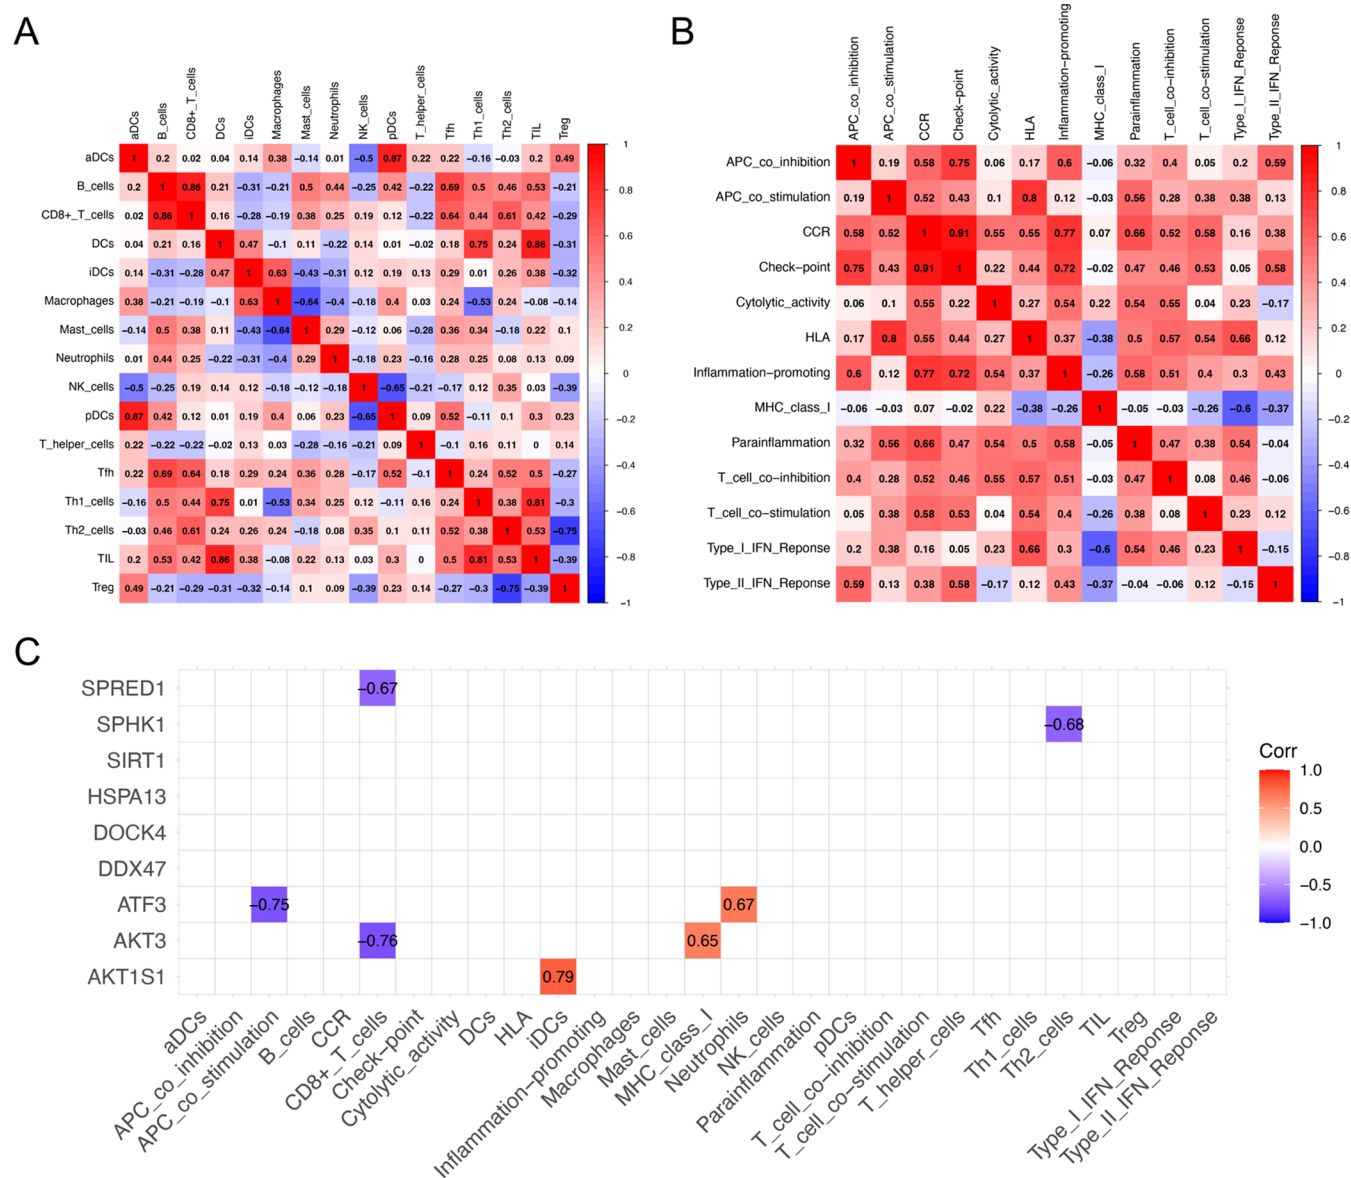 A
aDCs B_cells CD8+_T_cells DCs iDCs Macrophages Mast_cells Neutrophils NK_cells pDCs T_helper_cells Tfh Th1_cells Th2_cells TIL Treg
aDCs 1 0.2 0.02 0.04 0.14 0.38 −0.14 0.01 −0.5 0.87 0.22 0.22 −0.16 −0.03 0.2 0.49
B_cells 0.2 1 0.86 0.21 −0.31 −0.21 0.5 0.44 −0.25 0.42 −0.22 0.69 0.5 0.46 0.53 −0.21
CD8+_T_cells 0.02 0.86 1 0.16 −0.28 −0.19 0.38 0.25 0.19 0.12 −0.22 0.64 0.44 0.61 0.42 −0.29
DCs 0.04 0.21 0.16 1 0.47 −0.1 0.11 −0.22 0.14 0.01 −0.02 0.18 0.75 0.24 0.86 −0.31
iDCs 0.14 −0.31 −0.28 0.47 1 0.63 −0.43 −0.31 0.12 0.19 0.13 0.29 0.01 0.26 0.38 −0.32
Macrophages 0.38 −0.21 −0.19 −0.1 0.63 1 −0.64 −0.4 −0.18 0.4 0.03 0.24 −0.53 0.24 −0.08 −0.14
Mast_cells −0.14 0.5 0.38 0.11 −0.43 −0.64 1 0.29 −0.12 0.06 −0.28 0.36 0.34 −0.18 0.22 0.1
Neutrophils 0.01 0.44 0.25 −0.22 −0.31 −0.4 0.29 1 −0.18 0.23 −0.16 0.28 0.25 0.08 0.13 0.09
NK_cells −0.5 −0.25 0.19 0.14 0.12 −0.18 −0.12 −0.18 1 −0.65 −0.21 −0.17 0.12 0.35 0.03 −0.39
pDCs 0.87 0.42 0.12 0.01 0.19 0.4 0.06 0.23 −0.65 1 0.09 0.52 −0.11 0.1 0.3 0.23
T_helper_cells 0.22 −0.22 −0.22 −0.02 0.13 0.03 −0.28 −0.16 −0.21 0.09 1 −0.1 0.16 0.11 0 0.14
Tfh 0.22 0.69 0.64 0.18 0.29 0.24 0.36 0.28 −0.17 0.52 −0.1 1 0.24 0.52 0.5 −0.27
Th1_cells −0.16 0.5 0.44 0.75 0.01 −0.53 0.34 0.25 0.12 −0.11 0.16 0.24 1 0.38 0.81 −0.3
Th2_cells −0.03 0.46 0.61 0.24 0.26 0.24 −0.18 0.08 0.35 0.1 0.11 0.52 0.38 1 0.53 −0.75
TIL 0.2 0.53 0.42 0.86 0.38 −0.08 0.22 0.13 0.03 0.3 0 0.5 0.81 0.53 1 −0.39
Treg 0.49 −0.21 −0.29 −0.31 −0.32 −0.14 0.1 0.09 −0.39 0.23 0.14 −0.27 −0.3 −0.75 −0.39 1
1
0.8
0.6
0.4
0.2
0
−0.2
−0.4
−0.6
−0.8
−1
B
APC_co_inhibition APC_co_stimulation CCR Check−point Cytolytic_activity HLA Inflammation−promoting MHC_class_I Parainflammation T_cell_co−inhibition T_cell_co−stimulation Type_I_IFN_Reponse Type_II_IFN_Reponse
APC_co_inhibition 1 0.19 0.58 0.75 0.06 0.17 0.6 −0.06 0.32 0.4 0.05 0.2 0.59
APC_co_stimulation 0.19 1 0.52 0.43 0.1 0.8 0.12 −0.03 0.56 0.28 0.38 0.38 0.13
CCR 0.58 0.52 1 0.91 0.55 0.55 0.77 0.07 0.66 0.52 0.58 0.16 0.38
Check−point 0.75 0.43 0.91 1 0.22 0.44 0.72 −0.02 0.47 0.46 0.53 0.05 0.58
Cytolytic_activity 0.06 0.1 0.55 0.22 1 0.27 0.54 0.22 0.54 0.55 0.04 0.23 −0.17
HLA 0.17 0.8 0.55 0.44 0.27 1 0.37 −0.38 0.5 0.57 0.54 0.66 0.12
Inflammation−promoting 0.6 0.12 0.77 0.72 0.54 0.37 1 −0.26 0.58 0.51 0.4 0.3 0.43
MHC_class_I −0.06 −0.03 0.07 −0.02 0.22 −0.38 −0.26 1 −0.05 −0.03 −0.26 −0.6 −0.37
Parainflammation 0.32 0.56 0.66 0.47 0.54 0.5 0.58 −0.05 1 0.47 0.38 0.54 −0.04
T_cell_co−inhibition 0.4 0.28 0.52 0.46 0.55 0.57 0.51 −0.03 0.47 1 0.08 0.46 −0.06
T_cell_co−stimulation 0.05 0.38 0.58 0.53 0.04 0.54 0.4 −0.26 0.38 0.08 1 0.23 0.12
Type_I_IFN_Reponse 0.2 0.38 0.16 0.05 0.23 0.66 0.3 −0.6 0.54 0.46 0.23 1 −0.15
Type_II_IFN_Reponse 0.59 0.13 0.38 0.58 −0.17 0.12 0.43 −0.37 −0.04 −0.06 0.12 −0.15 1
1
0.8
0.6
0.4
0.2
0
−0.2
−0.4
−0.6
−0.8
−1
C
SPRED1 −0.67
SPHK1 −0.68
SIRT1
HSPA13
DOCK4
DDX47
ATF3 −0.75 0.67
AKT3 −0.76 0.65
AKT1S1 0.79
aDCs APC_co_inhibition APC_co_stimulation B_cells CCR CD8+_T_cells Check−point Cytolytic_activity DCs HLA iDCs Inflammation−promoting Macrophages Mast_cells MHC_class_I Neutrophils NK_cells Parainflammation pDCs T_cell_co−inhibition T_cell_co−stimulation T_helper_cells Tfh Th1_cells Th2_cells TIL Treg Type_I_IFN_Reponse Type_II_IFN_Reponse
Corr
1.0
0.5
0.0
−0.5
−1.0